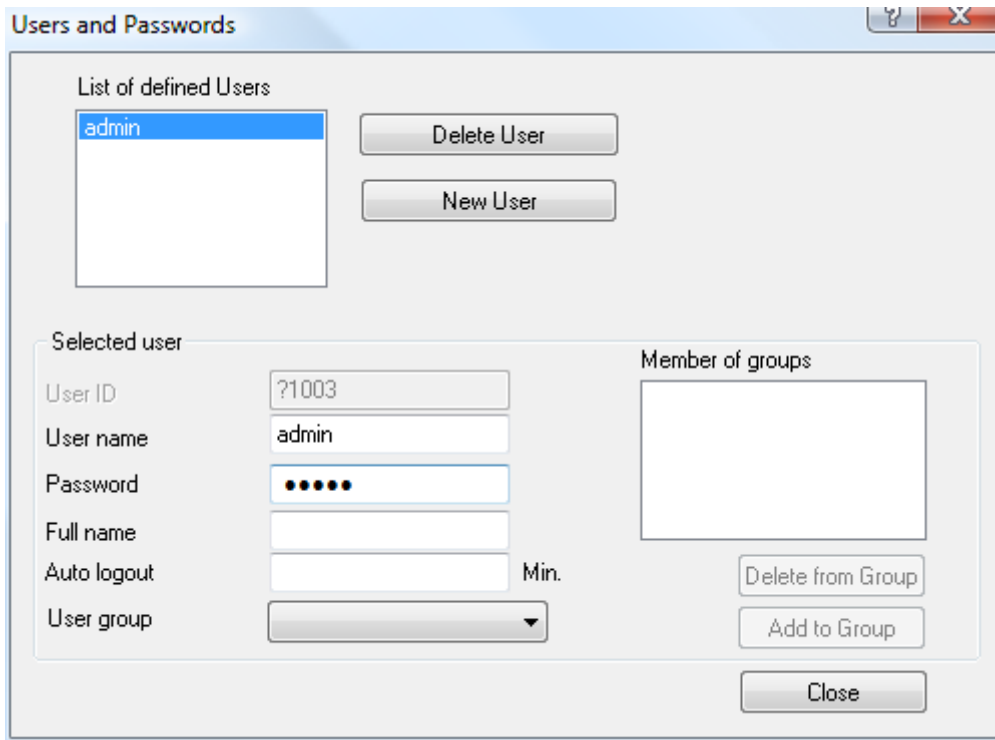 Users and Passwords
List of defined Users
admin
Delete User
New User
Selected user
User ID
?1003
User name
admin
Password
•••••
Full name
Auto logout
Min.
User group
Member of groups
Delete from Group
Add to Group
Close